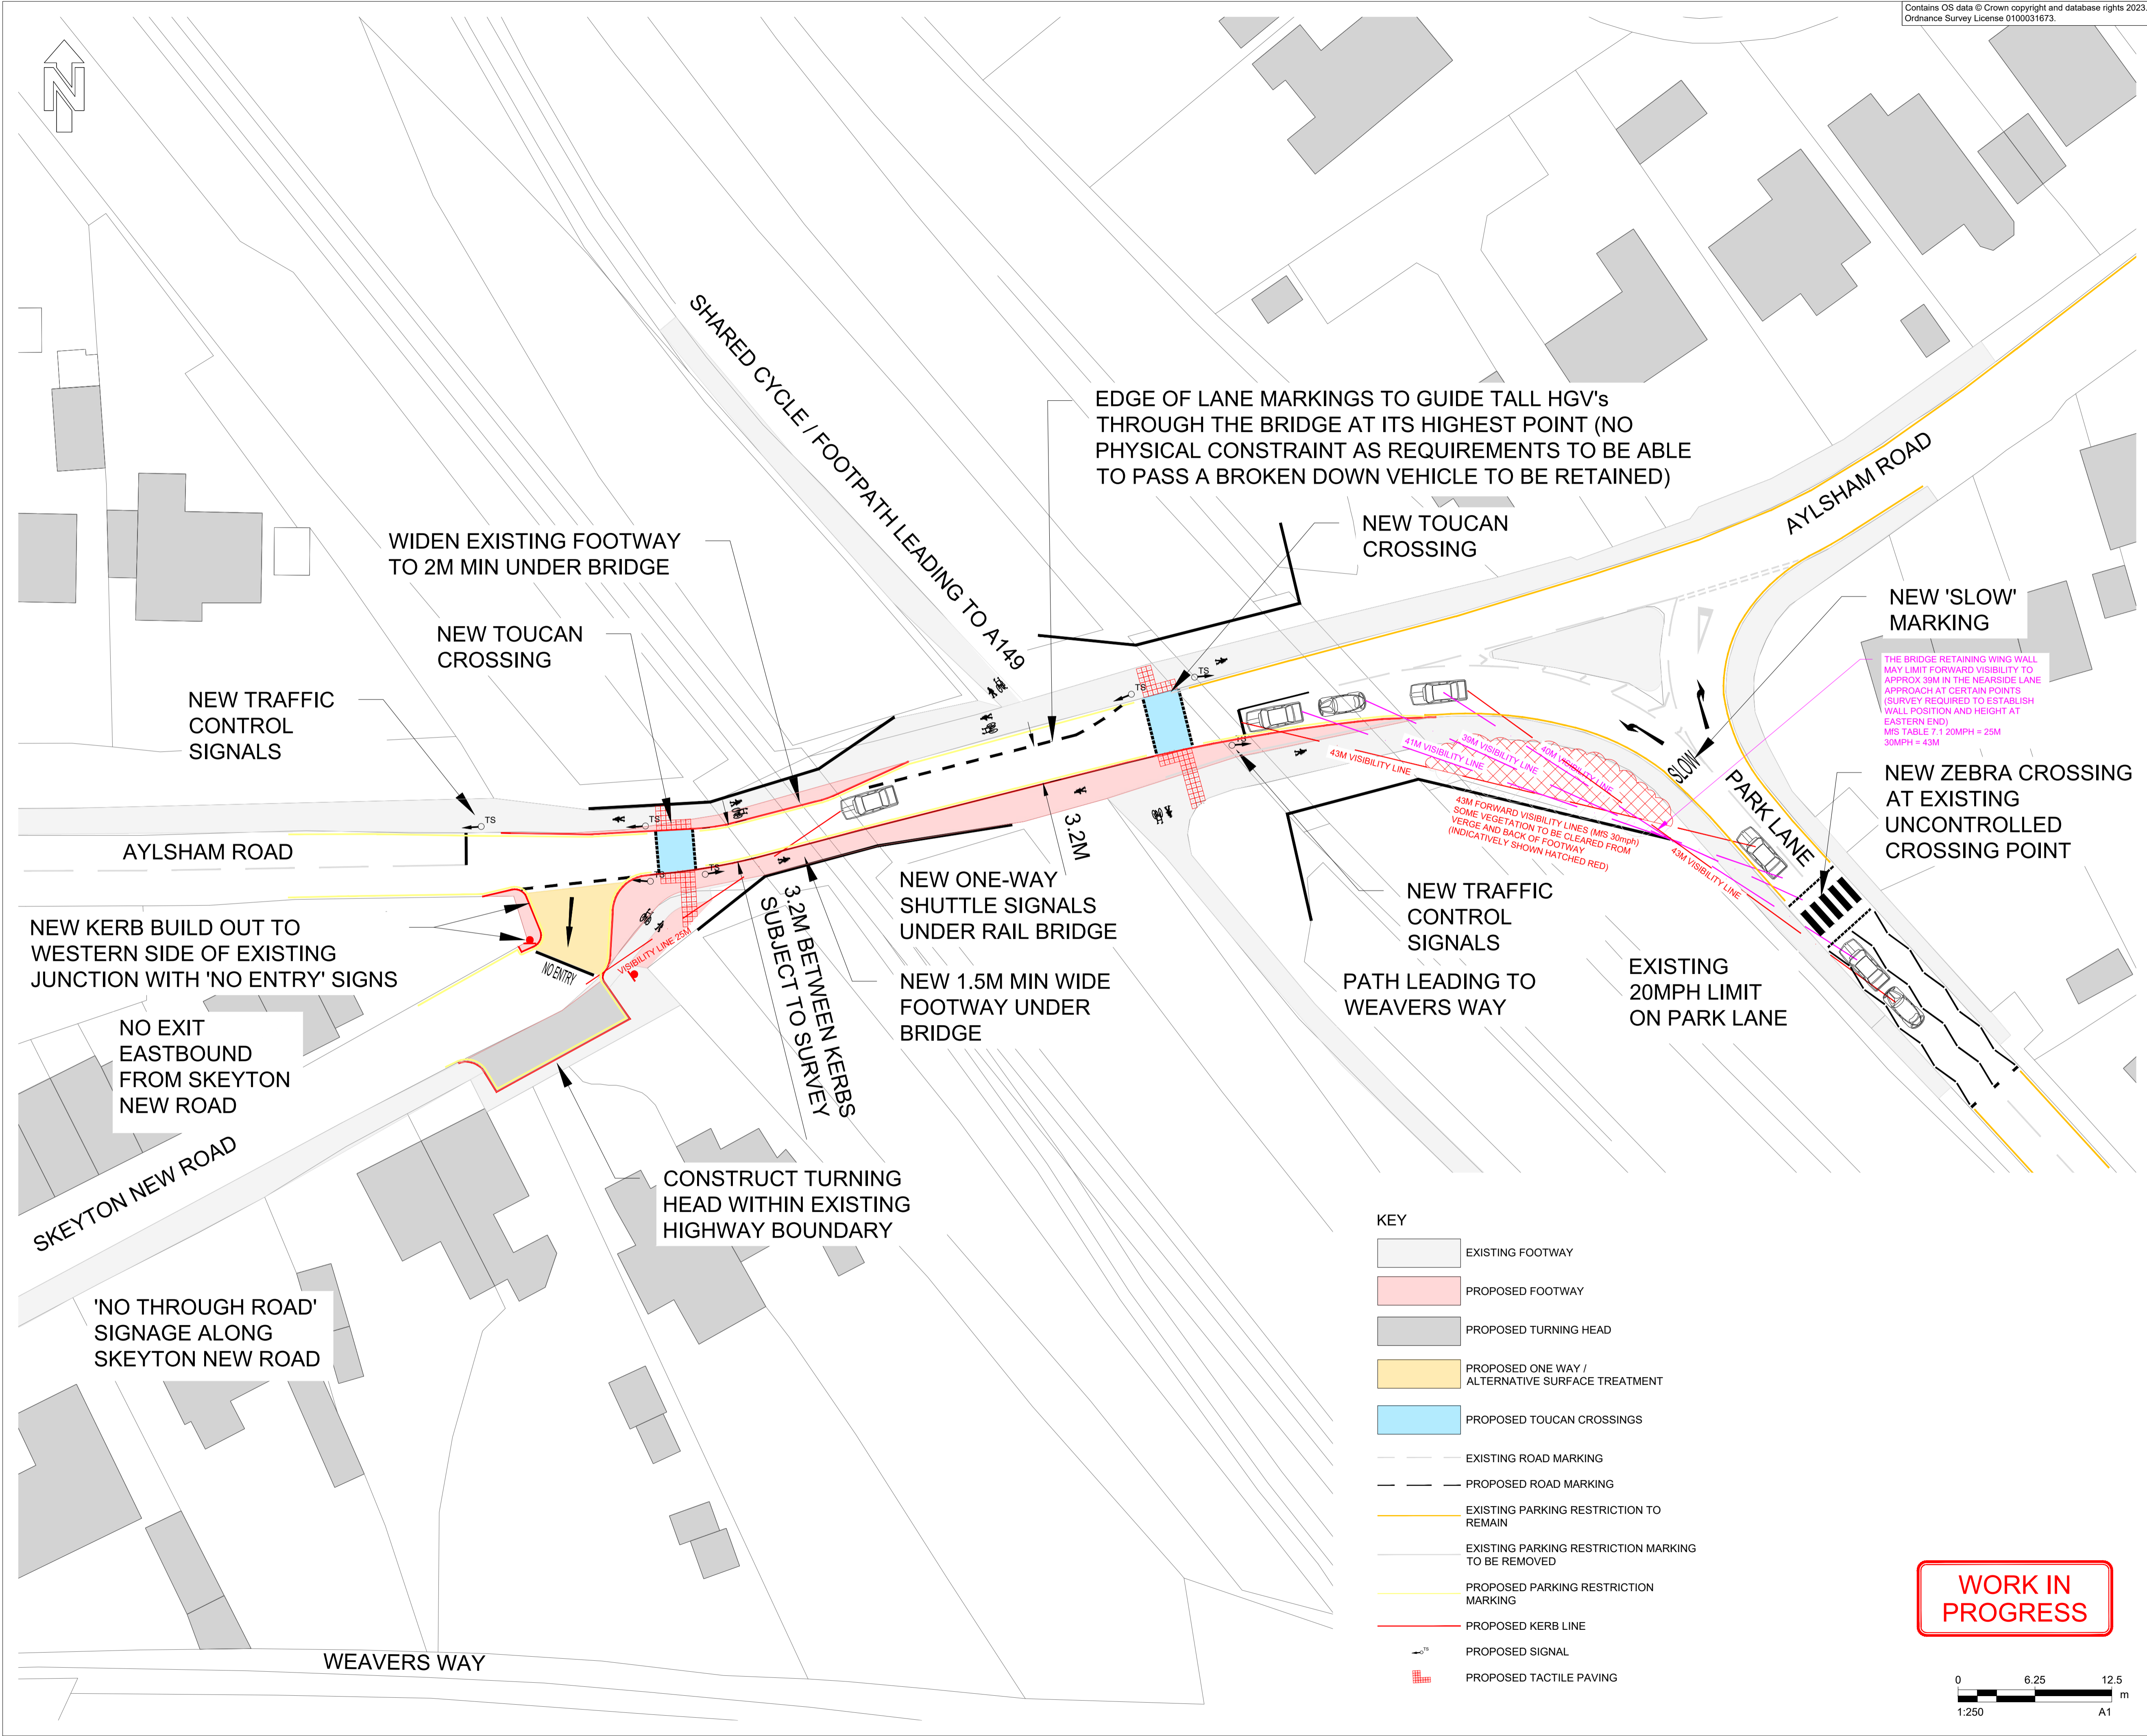 Contains OS data © Crown copyright and database rights 2023.
Ordnance Survey License 0100031673.
N
SHARED CYCLE / FOOTPATH LEADING TO A149
EDGE OF LANE MARKINGS TO GUIDE TALL HGV's
THROUGH THE BRIDGE AT ITS HIGHEST POINT (NO
PHYSICAL CONSTRAINT AS REQUIREMENTS TO BE ABLE
TO PASS A BROKEN DOWN VEHICLE TO BE RETAINED)
AYLSHAM ROAD
WIDEN EXISTING FOOTWAY
TO 2M MIN UNDER BRIDGE
NEW TOUCAN
CROSSING
NEW TOUCAN
CROSSING
NEW 'SLOW'
MARKING
THE BRIDGE RETAINING WING WALL
MAY LIMIT FORWARD VISIBILITY TO
APPROX 39M IN THE NEARSIDE LANE
APPROACH AT CERTAIN POINTS
(SURVEY REQUIRED TO ESTABLISH
WALL POSITION AND HEIGHT AT
EASTERN END)
MfS TABLE 7.1 20MPH = 25M
30MPH = 43M
NEW TRAFFIC
CONTROL
SIGNALS
TS
TS
TS
TS
TS
TS
TS
43M VISIBILITY LINE
41M VISIBILITY LINE
39M VISIBILITY LINE
40M VISIBILITY LINE
43M FORWARD VISIBILITY LINES (MfS 30mph)
SOME VEGETATION TO BE CLEARED FROM
VERGE AND BACK OF FOOTWAY
(INDICATIVELY SHOWN HATCHED RED)
43M VISIBILITY LINE
SLOW
PARK LANE
NEW ZEBRA CROSSING
AT EXISTING
UNCONTROLLED
CROSSING POINT
AYLSHAM ROAD
3.2M
NEW KERB BUILD OUT TO
WESTERN SIDE OF EXISTING
JUNCTION WITH 'NO ENTRY' SIGNS
NO ENTRY
VISIBILITY LINE 25M
3.2M BETWEEN KERBS
SUBJECT TO SURVEY
NEW ONE-WAY
SHUTTLE SIGNALS
UNDER RAIL BRIDGE
NEW 1.5M MIN WIDE
FOOTWAY UNDER
BRIDGE
NEW TRAFFIC
CONTROL
SIGNALS
PATH LEADING TO
WEAVERS WAY
EXISTING
20MPH LIMIT
ON PARK LANE
NO EXIT
EASTBOUND
FROM SKEYTON
NEW ROAD
SKEYTON NEW ROAD
CONSTRUCT TURNING
HEAD WITHIN EXISTING
HIGHWAY BOUNDARY
'NO THROUGH ROAD'
SIGNAGE ALONG
SKEYTON NEW ROAD
WEAVERS WAY
KEY
EXISTING FOOTWAY
PROPOSED FOOTWAY
PROPOSED TURNING HEAD
PROPOSED ONE WAY /
ALTERNATIVE SURFACE TREATMENT
PROPOSED TOUCAN CROSSINGS
EXISTING ROAD MARKING
PROPOSED ROAD MARKING
EXISTING PARKING RESTRICTION TO
REMAIN
EXISTING PARKING RESTRICTION MARKING
TO BE REMOVED
PROPOSED PARKING RESTRICTION
MARKING
PROPOSED KERB LINE
TS
PROPOSED SIGNAL
PROPOSED TACTILE PAVING
WORK IN
PROGRESS
0 6.25 12.5
m
1:250 A1